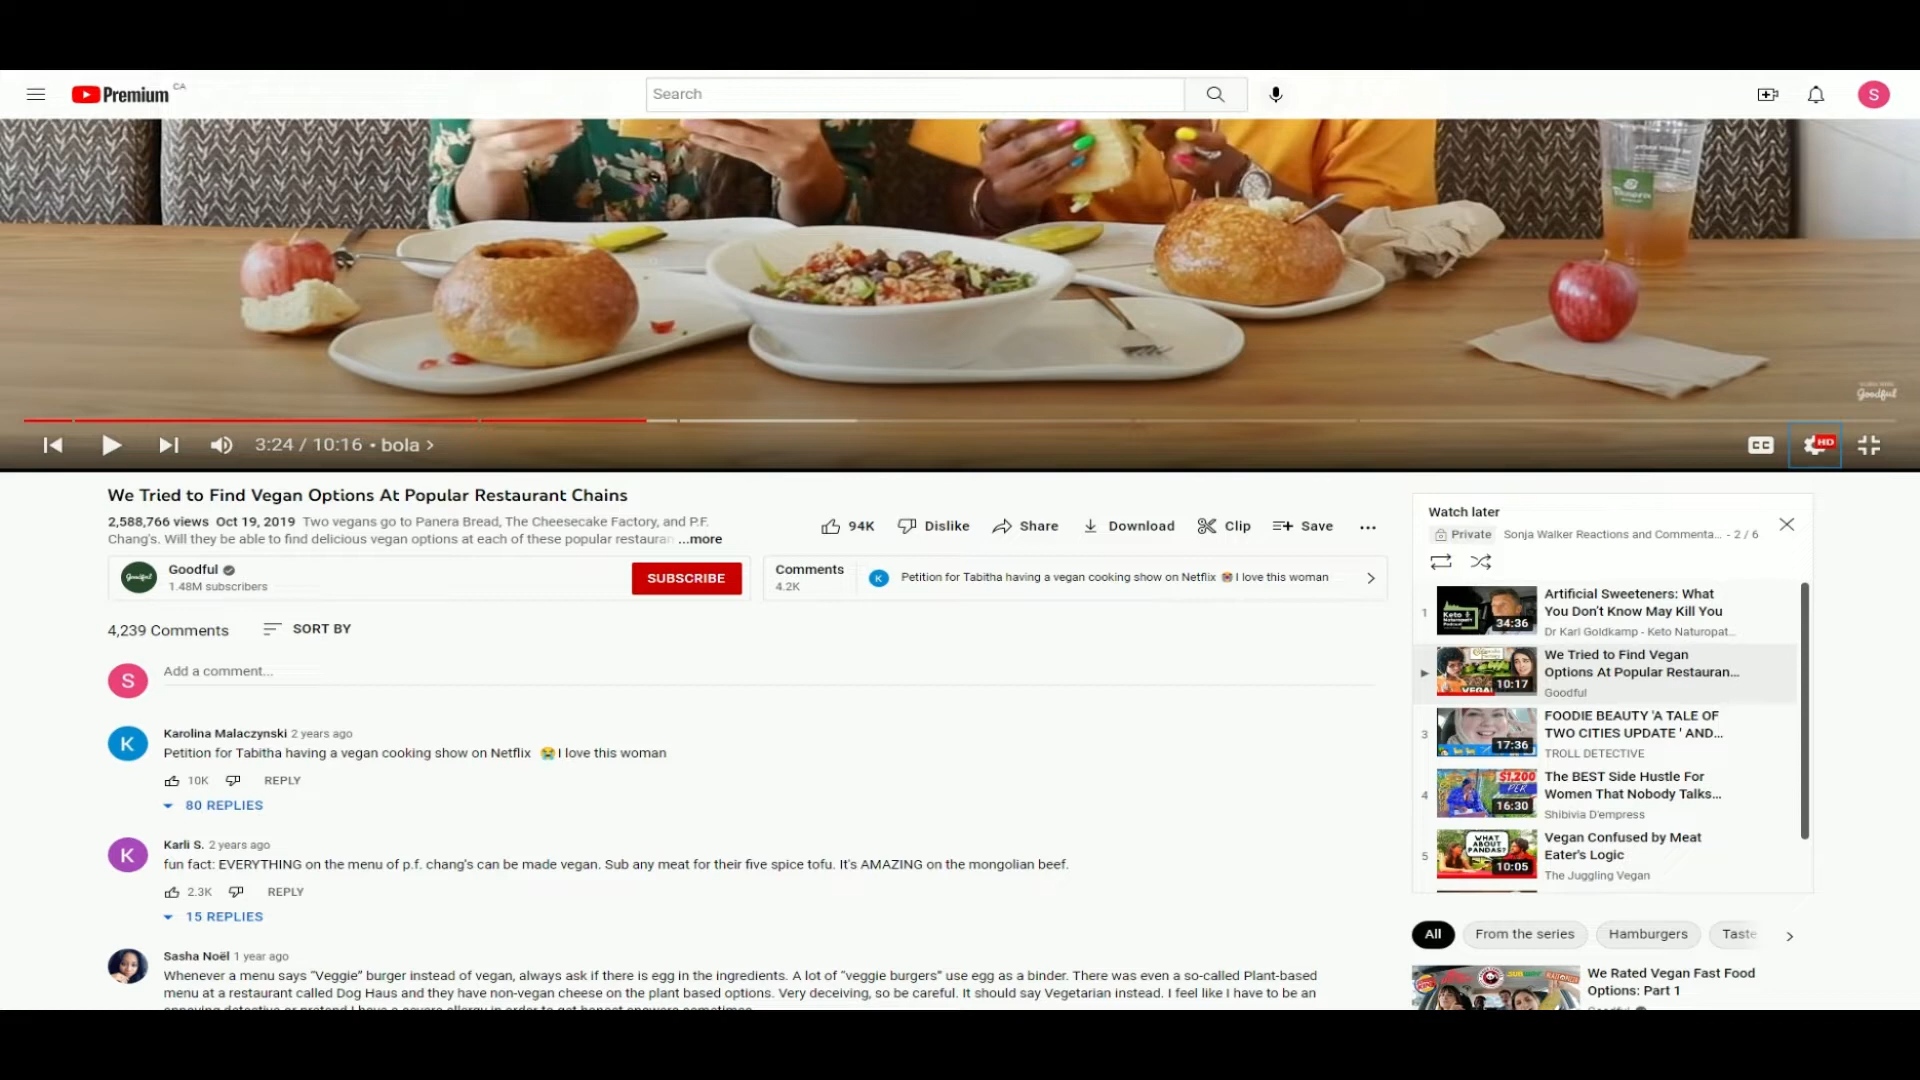 Premium CA
Search
S
Goodful
3:24 / 10:16 • bola >
CC
HD
We Tried to Find Vegan Options At Popular Restaurant Chains
2,588,766 views Oct 19, 2019 Two vegans go to Panera Bread, The Cheesecake Factory, and P.F.
Chang's. Will they be able to find delicious vegan options at each of these popular restauran ...more
94K Dislike Share Download Clip Save ...
Goodful
Goodful
1.48M subscribers
SUBSCRIBE
Comments
4.2K
K Petition for Tabitha having a vegan cooking show on Netflix 😭 I love this woman
4,239 Comments SORT BY
S Add a comment...
K
Karolina Malaczynski 2 years ago
Petition for Tabitha having a vegan cooking show on Netflix 😭 I love this woman
10K REPLY
80 REPLIES
K
Karli S. 2 years ago
fun fact: EVERYTHING on the menu of p.f. chang's can be made vegan. Sub any meat for their five spice tofu. It's AMAZING on the mongolian beef.
2.3K REPLY
15 REPLIES
Sasha Noël 1 year ago
Whenever a menu says "Veggie" burger instead of vegan, always ask if there is egg in the ingredients. A lot of "veggie burgers" use egg as a binder. There was even a so-called Plant-based
menu at a restaurant called Dog Haus and they have non-vegan cheese on the plant based options. Very deceiving, so be careful. It should say Vegetarian instead. I feel like I have to be an
Watch later
Private Sonja Walker Reactions and Commenta... - 2 / 6
1
Keto
34:36
Artificial Sweeteners: What
You Don't Know May Kill You
Dr Karl Goldkamp - Keto Naturopat...
VEGAN
10:17
We Tried to Find Vegan
Options At Popular Restauran...
Goodful
3
17:36
FOODIE BEAUTY 'A TALE OF
TWO CITIES UPDATE ' AND...
TROLL DETECTIVE
4
$1,200
PER
16:30
The BEST Side Hustle For
Women That Nobody Talks...
Shibivia D'empress
5
WHAT
ABOUT
PANDAS?
10:05
Vegan Confused by Meat
Eater's Logic
The Juggling Vegan
All From the series Hamburgers Taste
SUBWAY
We Rated Vegan Fast Food
Options: Part 1